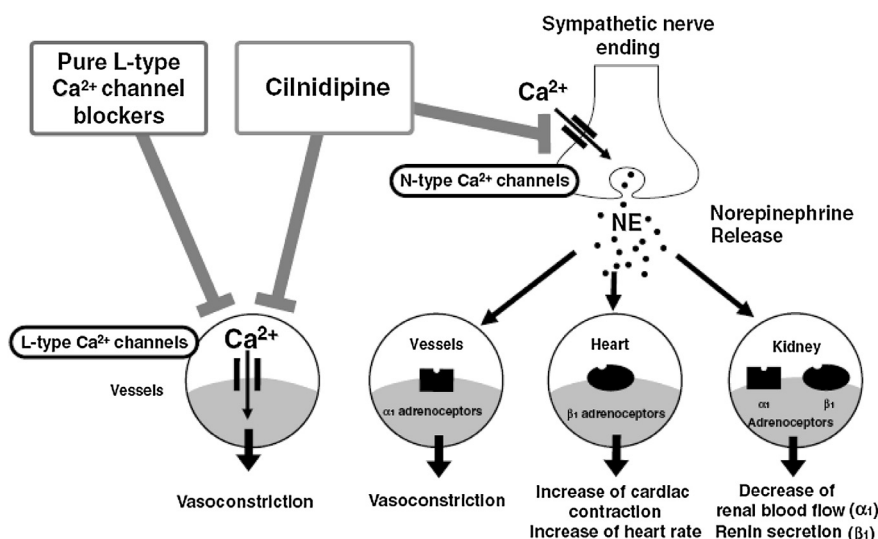 Sympathetic nerve
ending
Pure L-type
Ca2+ channel
blockers
Cilnidipine
Ca2+
N-type Ca2+ channels
NE
Norepinephrine
Release
L-type Ca2+ channels
Ca2+
Vessels
Vasoconstriction
Vessels
α1 adrenoceptors
Vasoconstriction
Heart
β1 adrenoceptors
Increase of cardiac
contraction
Increase of heart rate
Kidney
α1 β1
Adrenoceptors
Decrease of
renal blood flow (α1)
Renin secretion (β1)